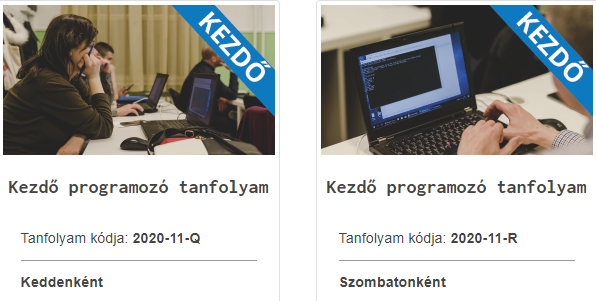 KEZDŐ
Kezdő programozó tanfolyam
Tanfolyam kódja: 2020-11-Q
Keddenként
KEZDŐ
Kezdő programozó tanfolyam
Tanfolyam kódja: 2020-11-R
Szombatonként